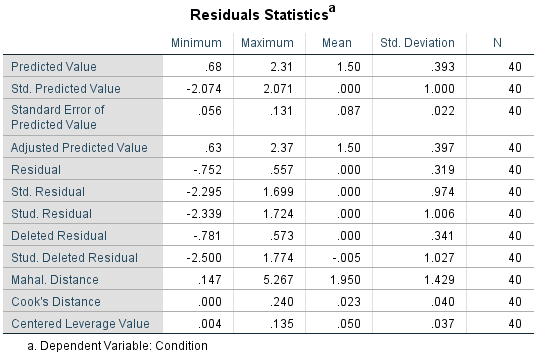 Residuals Statisticsa
Minimum Maximum Mean Std. Deviation N
Predicted Value .68 2.31 1.50 .393 40
Std. Predicted Value -2.074 2.071 .000 1.000 40
Standard Error of
Predicted Value .056 .131 .087 .022 40
Adjusted Predicted Value .63 2.37 1.50 .397 40
Residual -.752 .557 .000 .319 40
Std. Residual -2.295 1.699 .000 .974 40
Stud. Residual -2.339 1.724 .000 1.006 40
Deleted Residual -.781 .573 .000 .341 40
Stud. Deleted Residual -2.500 1.774 -.005 1.027 40
Mahal. Distance .147 5.267 1.950 1.429 40
Cook's Distance .000 .240 .023 .040 40
Centered Leverage Value .004 .135 .050 .037 40
a. Dependent Variable: Condition